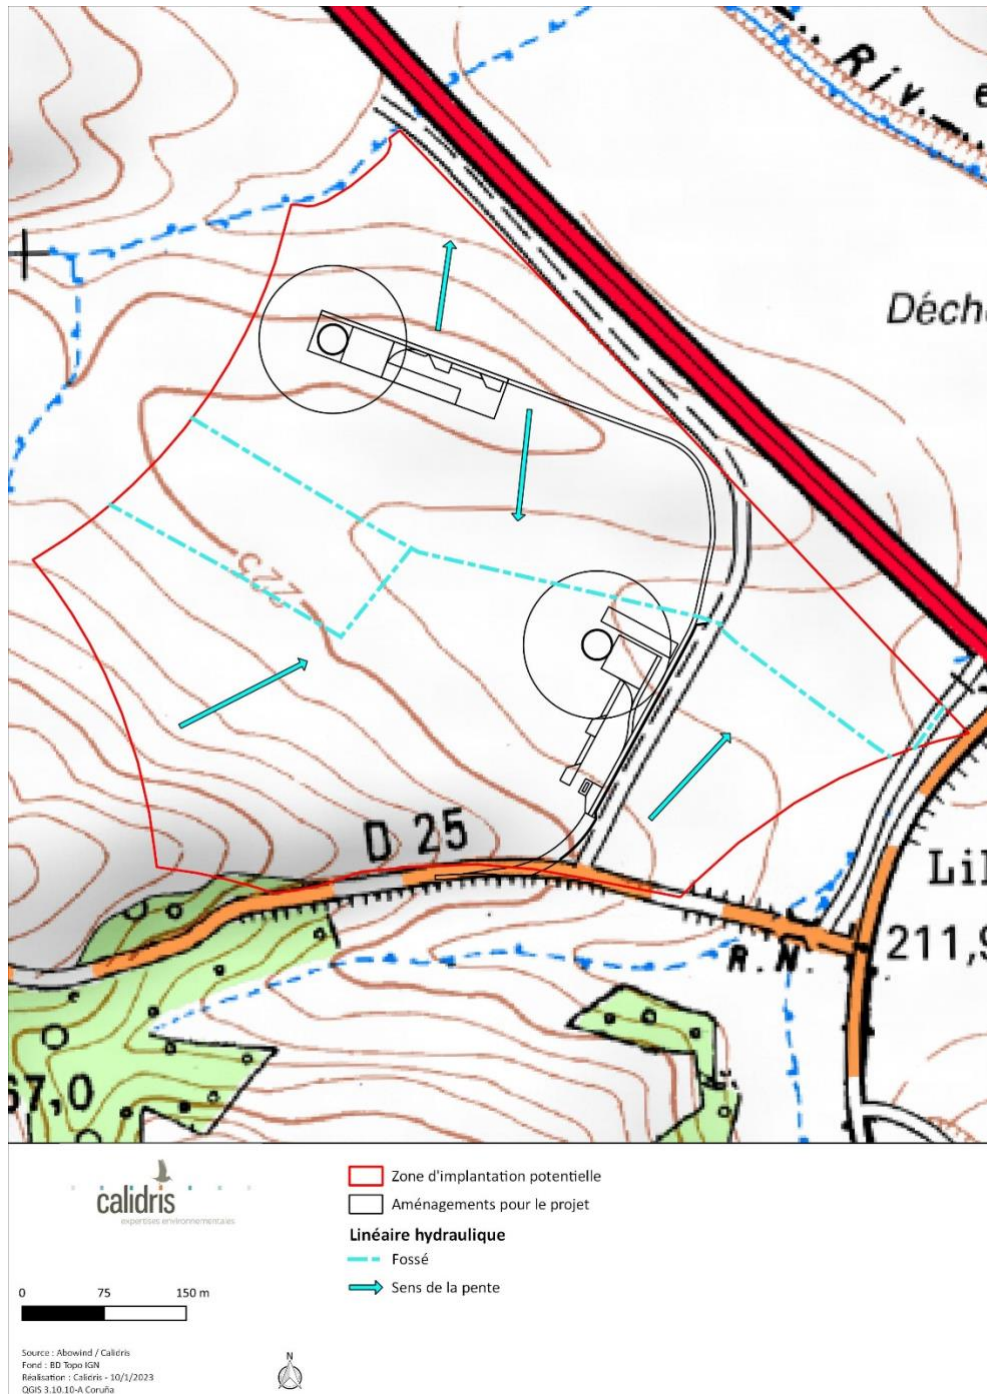 Riv.
e
Déch
225
D 25
Lil
211,9
R. N.
67,0
calidris
expertises environnementales
Zone d'implantation potentielle
Aménagements pour le projet
Linéaire hydraulique
Fossé
Sens de la pente
0 75 150 m
Source : Abowind / Calidris
Fond : BD Topo IGN
Réalisation : Calidris - 10/1/2023
QGIS 3.10.10-A Coruña
N